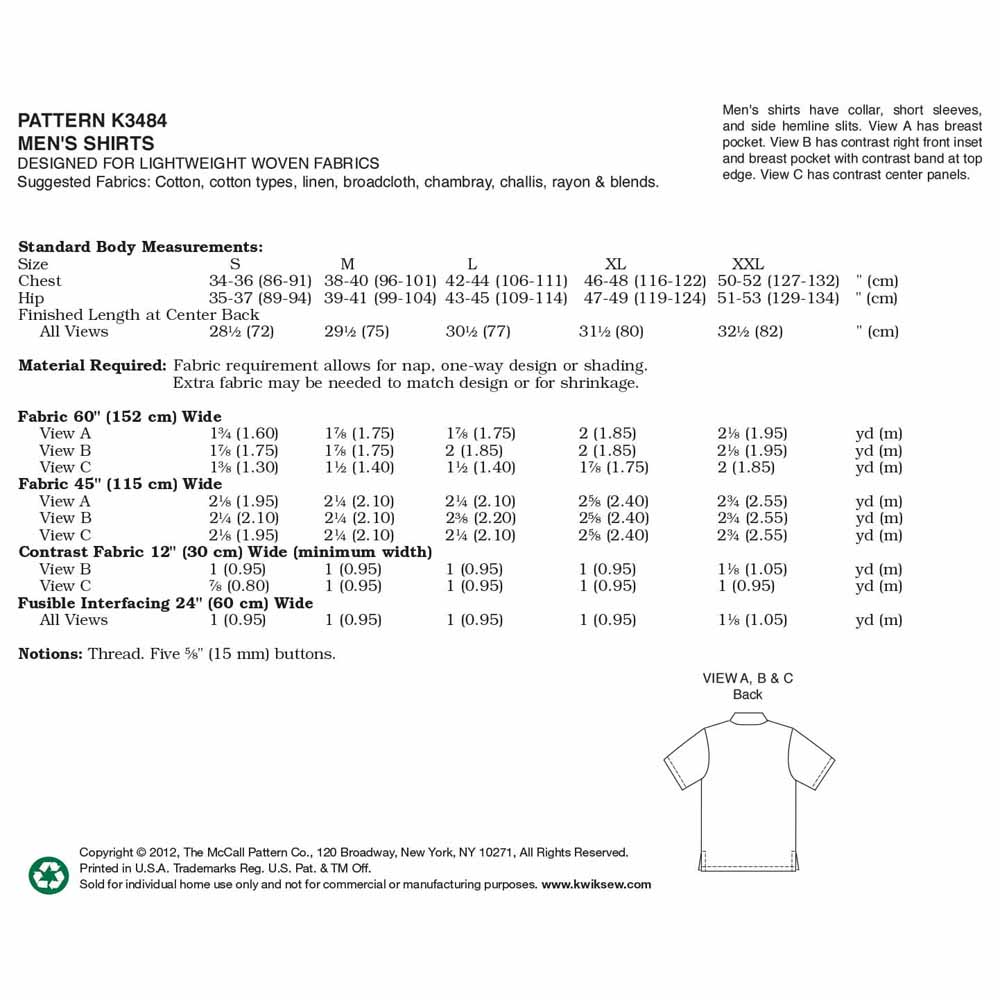 PATTERN K3484
MEN'S SHIRTS
DESIGNED FOR LIGHTWEIGHT WOVEN FABRICS
Suggested Fabrics: Cotton, cotton types, linen, broadcloth, chambray, challis, rayon & blends.
Men's shirts have collar, short sleeves,
and side hemline slits. View A has breast
pocket. View B has contrast right front inset
and breast pocket with contrast band at top
edge. View C has contrast center panels.
Standard Body Measurements:
Size S M L XL XXL
Chest 34-36 (86-91) 38-40 (96-101) 42-44 (106-111) 46-48 (116-122) 50-52 (127-132) " (cm)
Hip 35-37 (89-94) 39-41 (99-104) 43-45 (109-114) 47-49 (119-124) 51-53 (129-134) " (cm)
Finished Length at Center Back
All Views 28½ (72) 29½ (75) 30½ (77) 31½ (80) 32½ (82) " (cm)
Material Required: Fabric requirement allows for nap, one-way design or shading.
Extra fabric may be needed to match design or for shrinkage.
Fabric 60" (152 cm) Wide
View A 1¾ (1.60) 1⅞ (1.75) 1⅞ (1.75) 2 (1.85) 2⅛ (1.95) yd (m)
View B 1⅞ (1.75) 1⅞ (1.75) 2 (1.85) 2 (1.85) 2⅛ (1.95) yd (m)
View C 1⅜ (1.30) 1½ (1.40) 1½ (1.40) 1⅞ (1.75) 2 (1.85) yd (m)
Fabric 45" (115 cm) Wide
View A 2⅛ (1.95) 2¼ (2.10) 2¼ (2.10) 2⅝ (2.40) 2¾ (2.55) yd (m)
View B 2¼ (2.10) 2¼ (2.10) 2⅜ (2.20) 2⅝ (2.40) 2¾ (2.55) yd (m)
View C 2⅛ (1.95) 2¼ (2.10) 2¼ (2.10) 2⅝ (2.40) 2¾ (2.55) yd (m)
Contrast Fabric 12" (30 cm) Wide (minimum width)
View B 1 (0.95) 1 (0.95) 1 (0.95) 1 (0.95) 1⅛ (1.05) yd (m)
View C ⅞ (0.80) 1 (0.95) 1 (0.95) 1 (0.95) 1 (0.95) yd (m)
Fusible Interfacing 24" (60 cm) Wide
All Views 1 (0.95) 1 (0.95) 1 (0.95) 1 (0.95) 1⅛ (1.05) yd (m)
Notions: Thread. Five ⅝" (15 mm) buttons.
VIEW A, B & C
Back
Copyright © 2012, The McCall Pattern Co., 120 Broadway, New York, NY 10271, All Rights Reserved.
Printed in U.S.A. Trademarks Reg. U.S. Pat. & TM Off.
Sold for individual home use only and not for commercial or manufacturing purposes. www.kwiksew.com